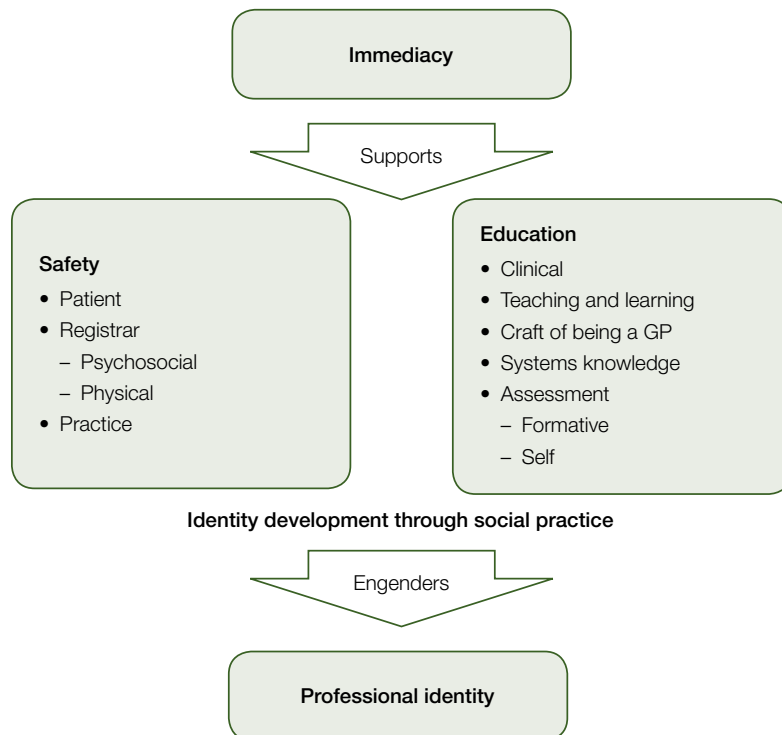 Immediacy
Supports
Safety
• Patient
• Registrar
– Psychosocial
– Physical
• Practice
Education
• Clinical
• Teaching and learning
• Craft of being a GP
• Systems knowledge
• Assessment
– Formative
– Self
Identity development through social practice
Engenders
Professional identity